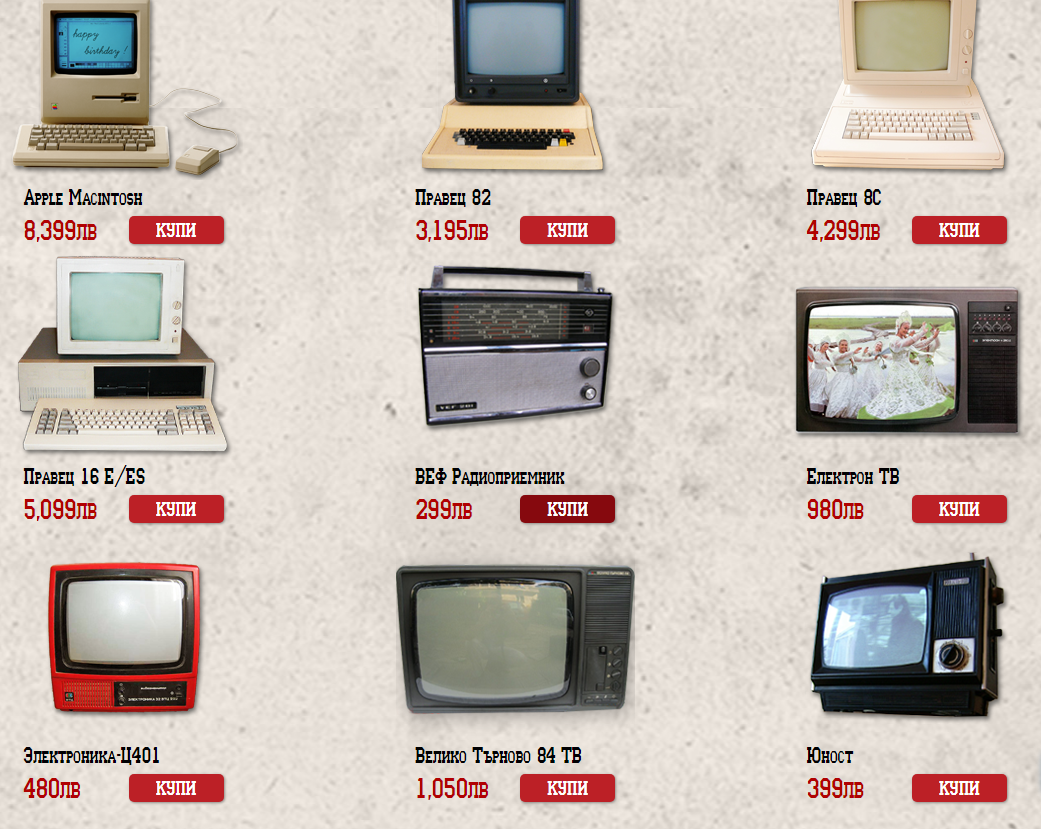 happy
birthday!
Apple Macintosh
Правец 82
Правец 8С
8,399лв
КУПИ
3,195лв
КУПИ
4,299лв
КУПИ
Правец 16 Е/ES
ВЕФ Радиоприемник
Електрон ТВ
5,099лв
КУПИ
299лв
КУПИ
980лв
КУПИ
Электроника-Ц401
Велико Търново 84 ТВ
Юност
480лв
КУПИ
1,050лв
КУПИ
399лв
КУПИ